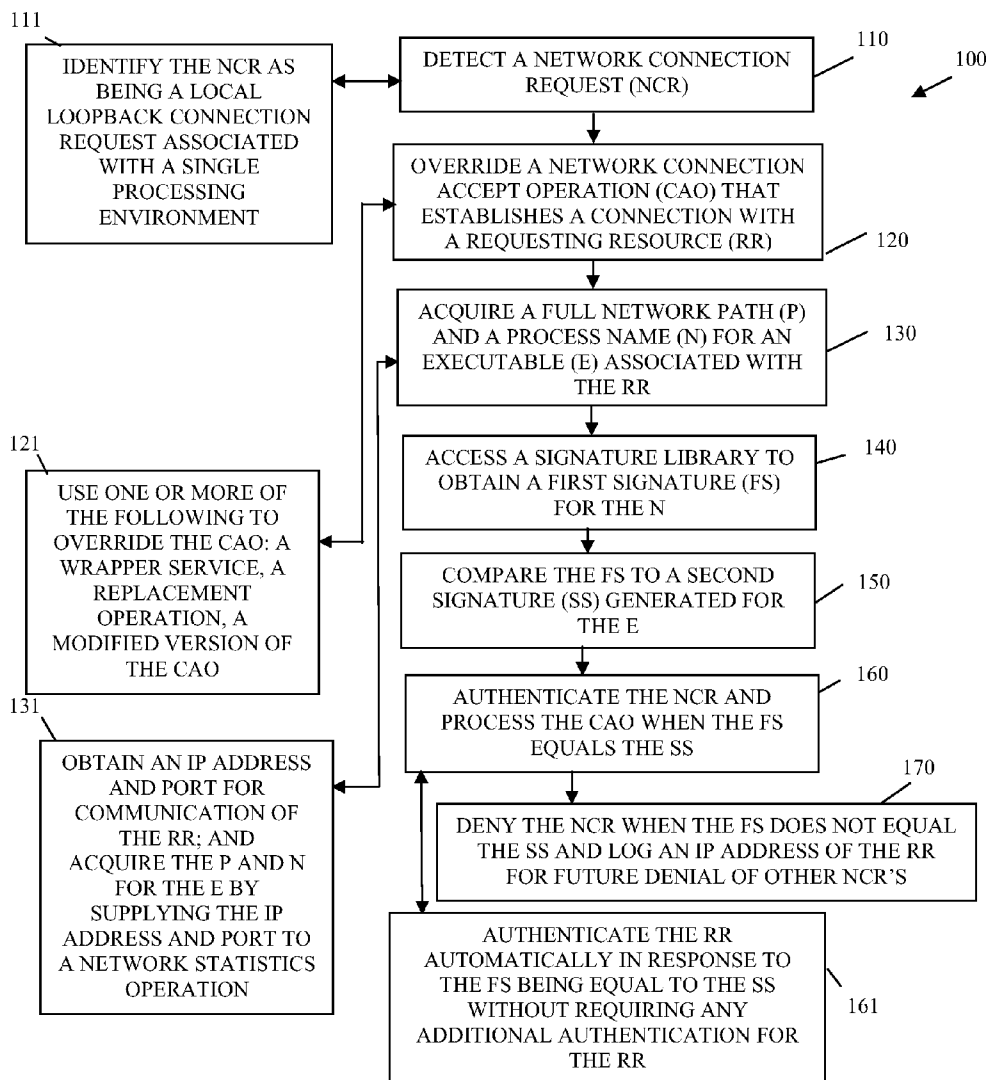 111
IDENTIFY THE NCR AS
BEING A LOCAL
LOOPBACK CONNECTION
REQUEST ASSOCIATED
WITH A SINGLE
PROCESSING
ENVIRONMENT
DETECT A NETWORK CONNECTION
REQUEST (NCR)
110
100
OVERRIDE A NETWORK CONNECTION
ACCEPT OPERATION (CAO) THAT
ESTABLISHES A CONNECTION WITH
A REQUESTING RESOURCE (RR)
120
ACQUIRE A FULL NETWORK PATH (P)
AND A PROCESS NAME (N) FOR AN
EXECUTABLE (E) ASSOCIATED WITH
THE RR
130
121
USE ONE OR MORE OF
THE FOLLOWING TO
OVERRIDE THE CAO: A
WRAPPER SERVICE, A
REPLACEMENT
OPERATION, A
MODIFIED VERSION OF
THE CAO
ACCESS A SIGNATURE LIBRARY TO
OBTAIN A FIRST SIGNATURE (FS)
FOR THE N
140
COMPARE THE FS TO A SECOND
SIGNATURE (SS) GENERATED FOR
THE E
150
AUTHENTICATE THE NCR AND
PROCESS THE CAO WHEN THE FS
EQUALS THE SS
160
131
OBTAIN AN IP ADDRESS
AND PORT FOR
COMMUNICATION OF
THE RR; AND
ACQUIRE THE P AND N
FOR THE E BY
SUPPLYING THE IP
ADDRESS AND PORT TO
A NETWORK STATISTICS
OPERATION
170
DENY THE NCR WHEN THE FS DOES NOT EQUAL
THE SS AND LOG AN IP ADDRESS OF THE RR
FOR FUTURE DENIAL OF OTHER NCR'S
AUTHENTICATE THE RR
AUTOMATICALLY IN RESPONSE TO
THE FS BEING EQUAL TO THE SS
WITHOUT REQUIRING ANY
ADDITIONAL AUTHENTICATION FOR
THE RR
161